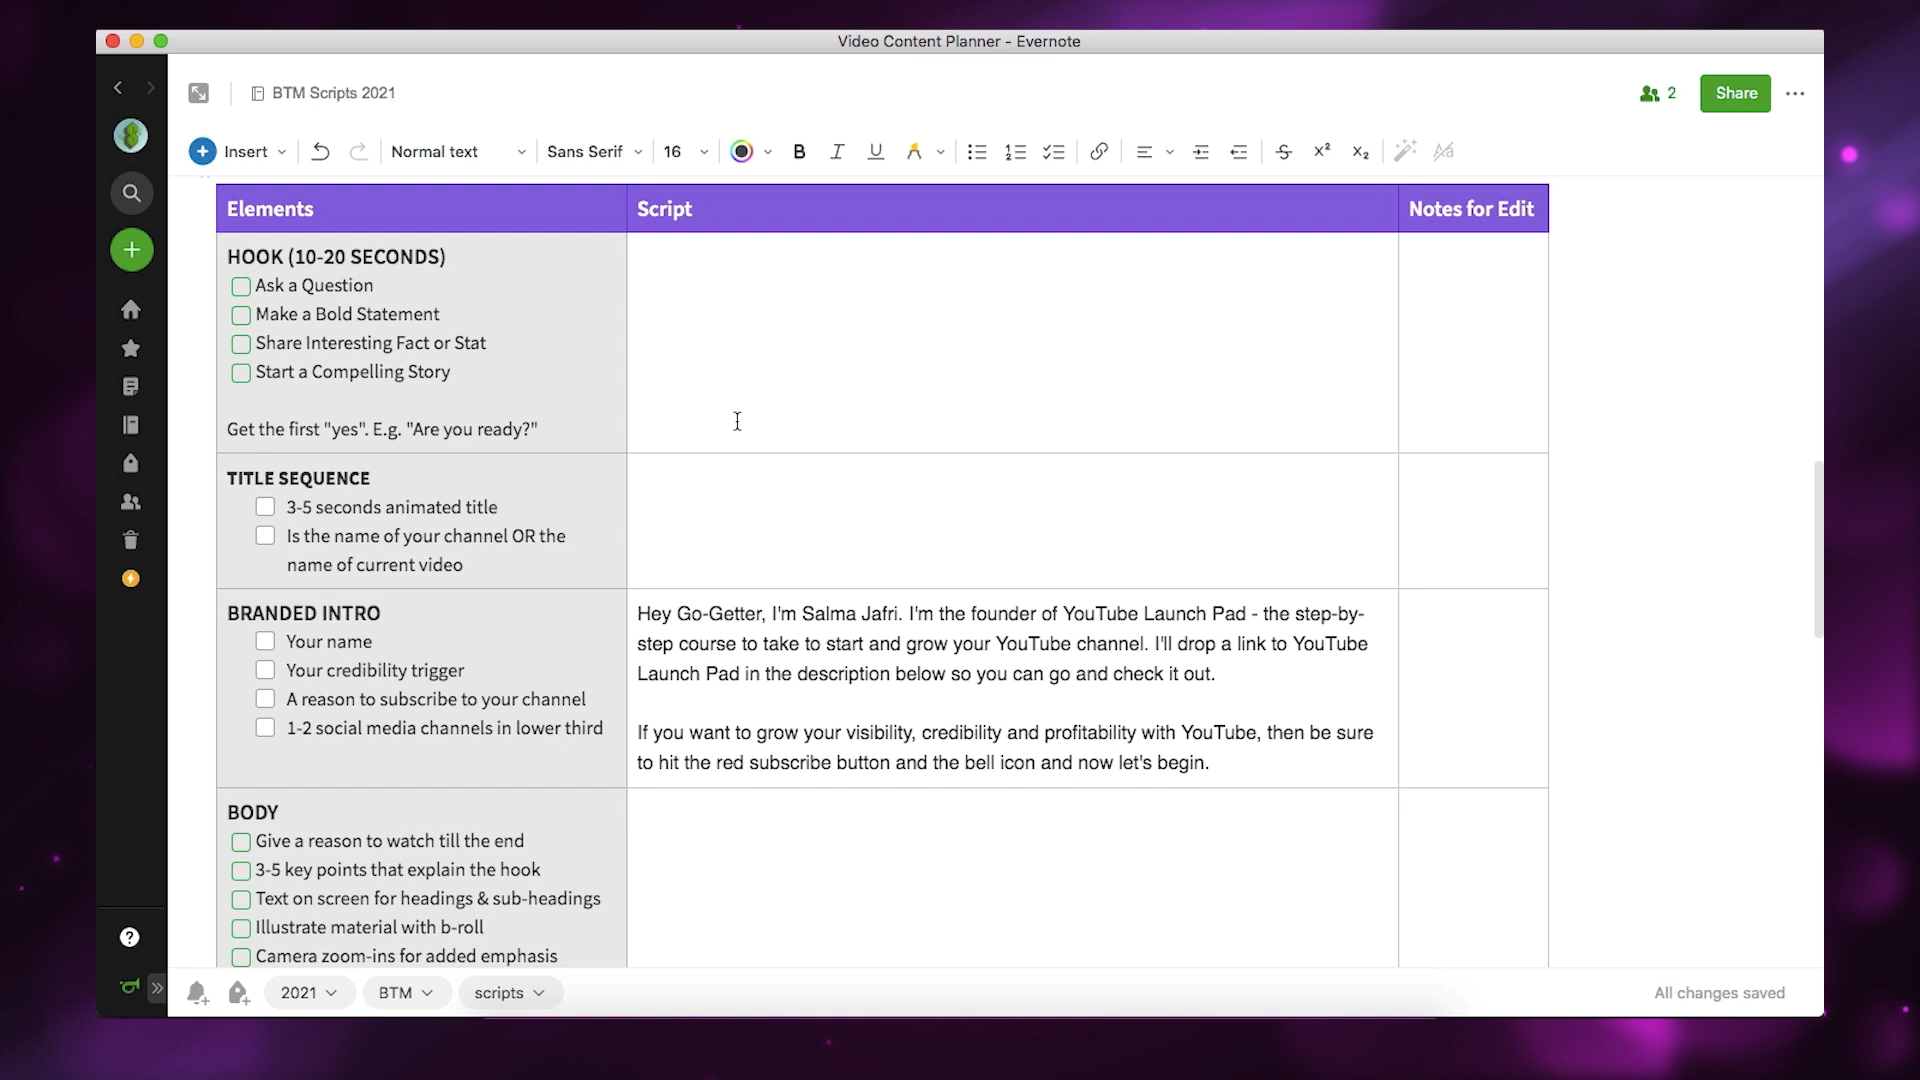 Video Content Planner - Evernote
BTM Scripts 2021
2
Share
Insert
Normal text
Sans Serif
16
Elements
Script
Notes for Edit
HOOK (10-20 SECONDS)
Ask a Question
Make a Bold Statement
Share Interesting Fact or Stat
Start a Compelling Story
Get the first "yes". E.g. "Are you ready?"
TITLE SEQUENCE
3-5 seconds animated title
Is the name of your channel OR the
name of current video
BRANDED INTRO
Your name
Your credibility trigger
A reason to subscribe to your channel
1-2 social media channels in lower third
Hey Go-Getter, I'm Salma Jafri. I'm the founder of YouTube Launch Pad - the step-by-
step course to take to start and grow your YouTube channel. I'll drop a link to YouTube
Launch Pad in the description below so you can go and check it out.
If you want to grow your visibility, credibility and profitability with YouTube, then be sure
to hit the red subscribe button and the bell icon and now let's begin.
BODY
Give a reason to watch till the end
3-5 key points that explain the hook
Text on screen for headings & sub-headings
Illustrate material with b-roll
Camera zoom-ins for added emphasis
2021
BTM
scripts
All changes saved